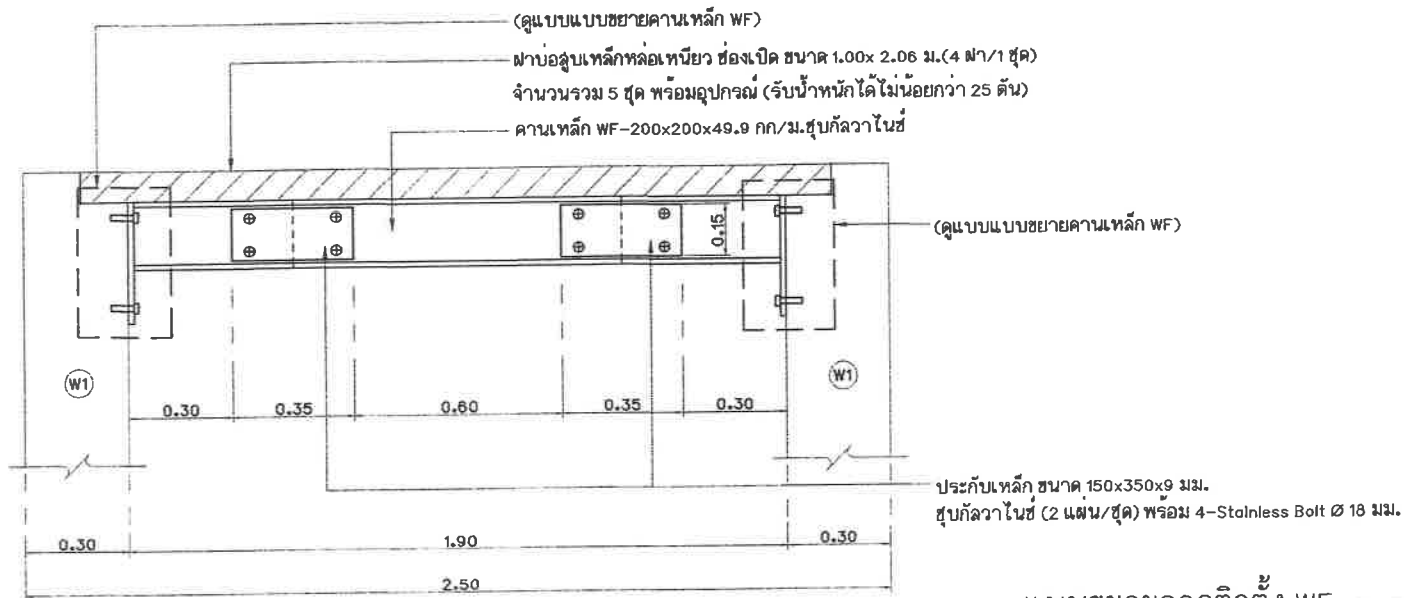 (ดูแบบแบบขยายคานเหล็ก WF)
ฝาบ่อสูบเหล็กหล่อเหนียว ช่องเปิด ขนาด 1.00x 2.06 ม.(4 ฝา/1 ชุด)
จำนวนรวม 5 ชุด พร้อมอุปกรณ์ (รับน้ำหนักได้ไม่น้อยกว่า 25 ตัน)
คานเหล็ก WF-200x200x49.9 กก/ม.ชุบกัลวาไนซ์
0.15
(ดูแบบแบบขยายคานเหล็ก WF)
W1
W1
0.30 0.35 0.60 0.35 0.30
ประกับเหล็ก ขนาด 150x350x9 มม.
ชุบกัลวาไนซ์ (2 แผ่น/ชุด) พร้อม 4-Stainless Bolt Ø 18 มม.
0.30 1.90 0.30
2.50